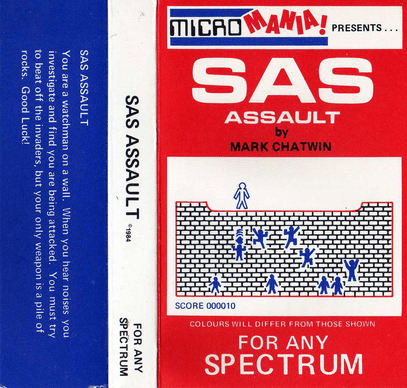 SAS ASSAULT
You are a watchman on a wall. When you hear noises you
investigate and find you are being attacked. You must try
to beat off the invaders, but your only weapon is a pile of
rocks. Good Luck!
SAS ASSAULT ©1984
FOR ANY
SPECTRUM
MICRO MANIA! PRESENTS...
SAS
ASSAULT
by
MARK CHATWIN
SCORE 000010
COLOURS WILL DIFFER FROM THOSE SHOWN
FOR ANY
SPECTRUM